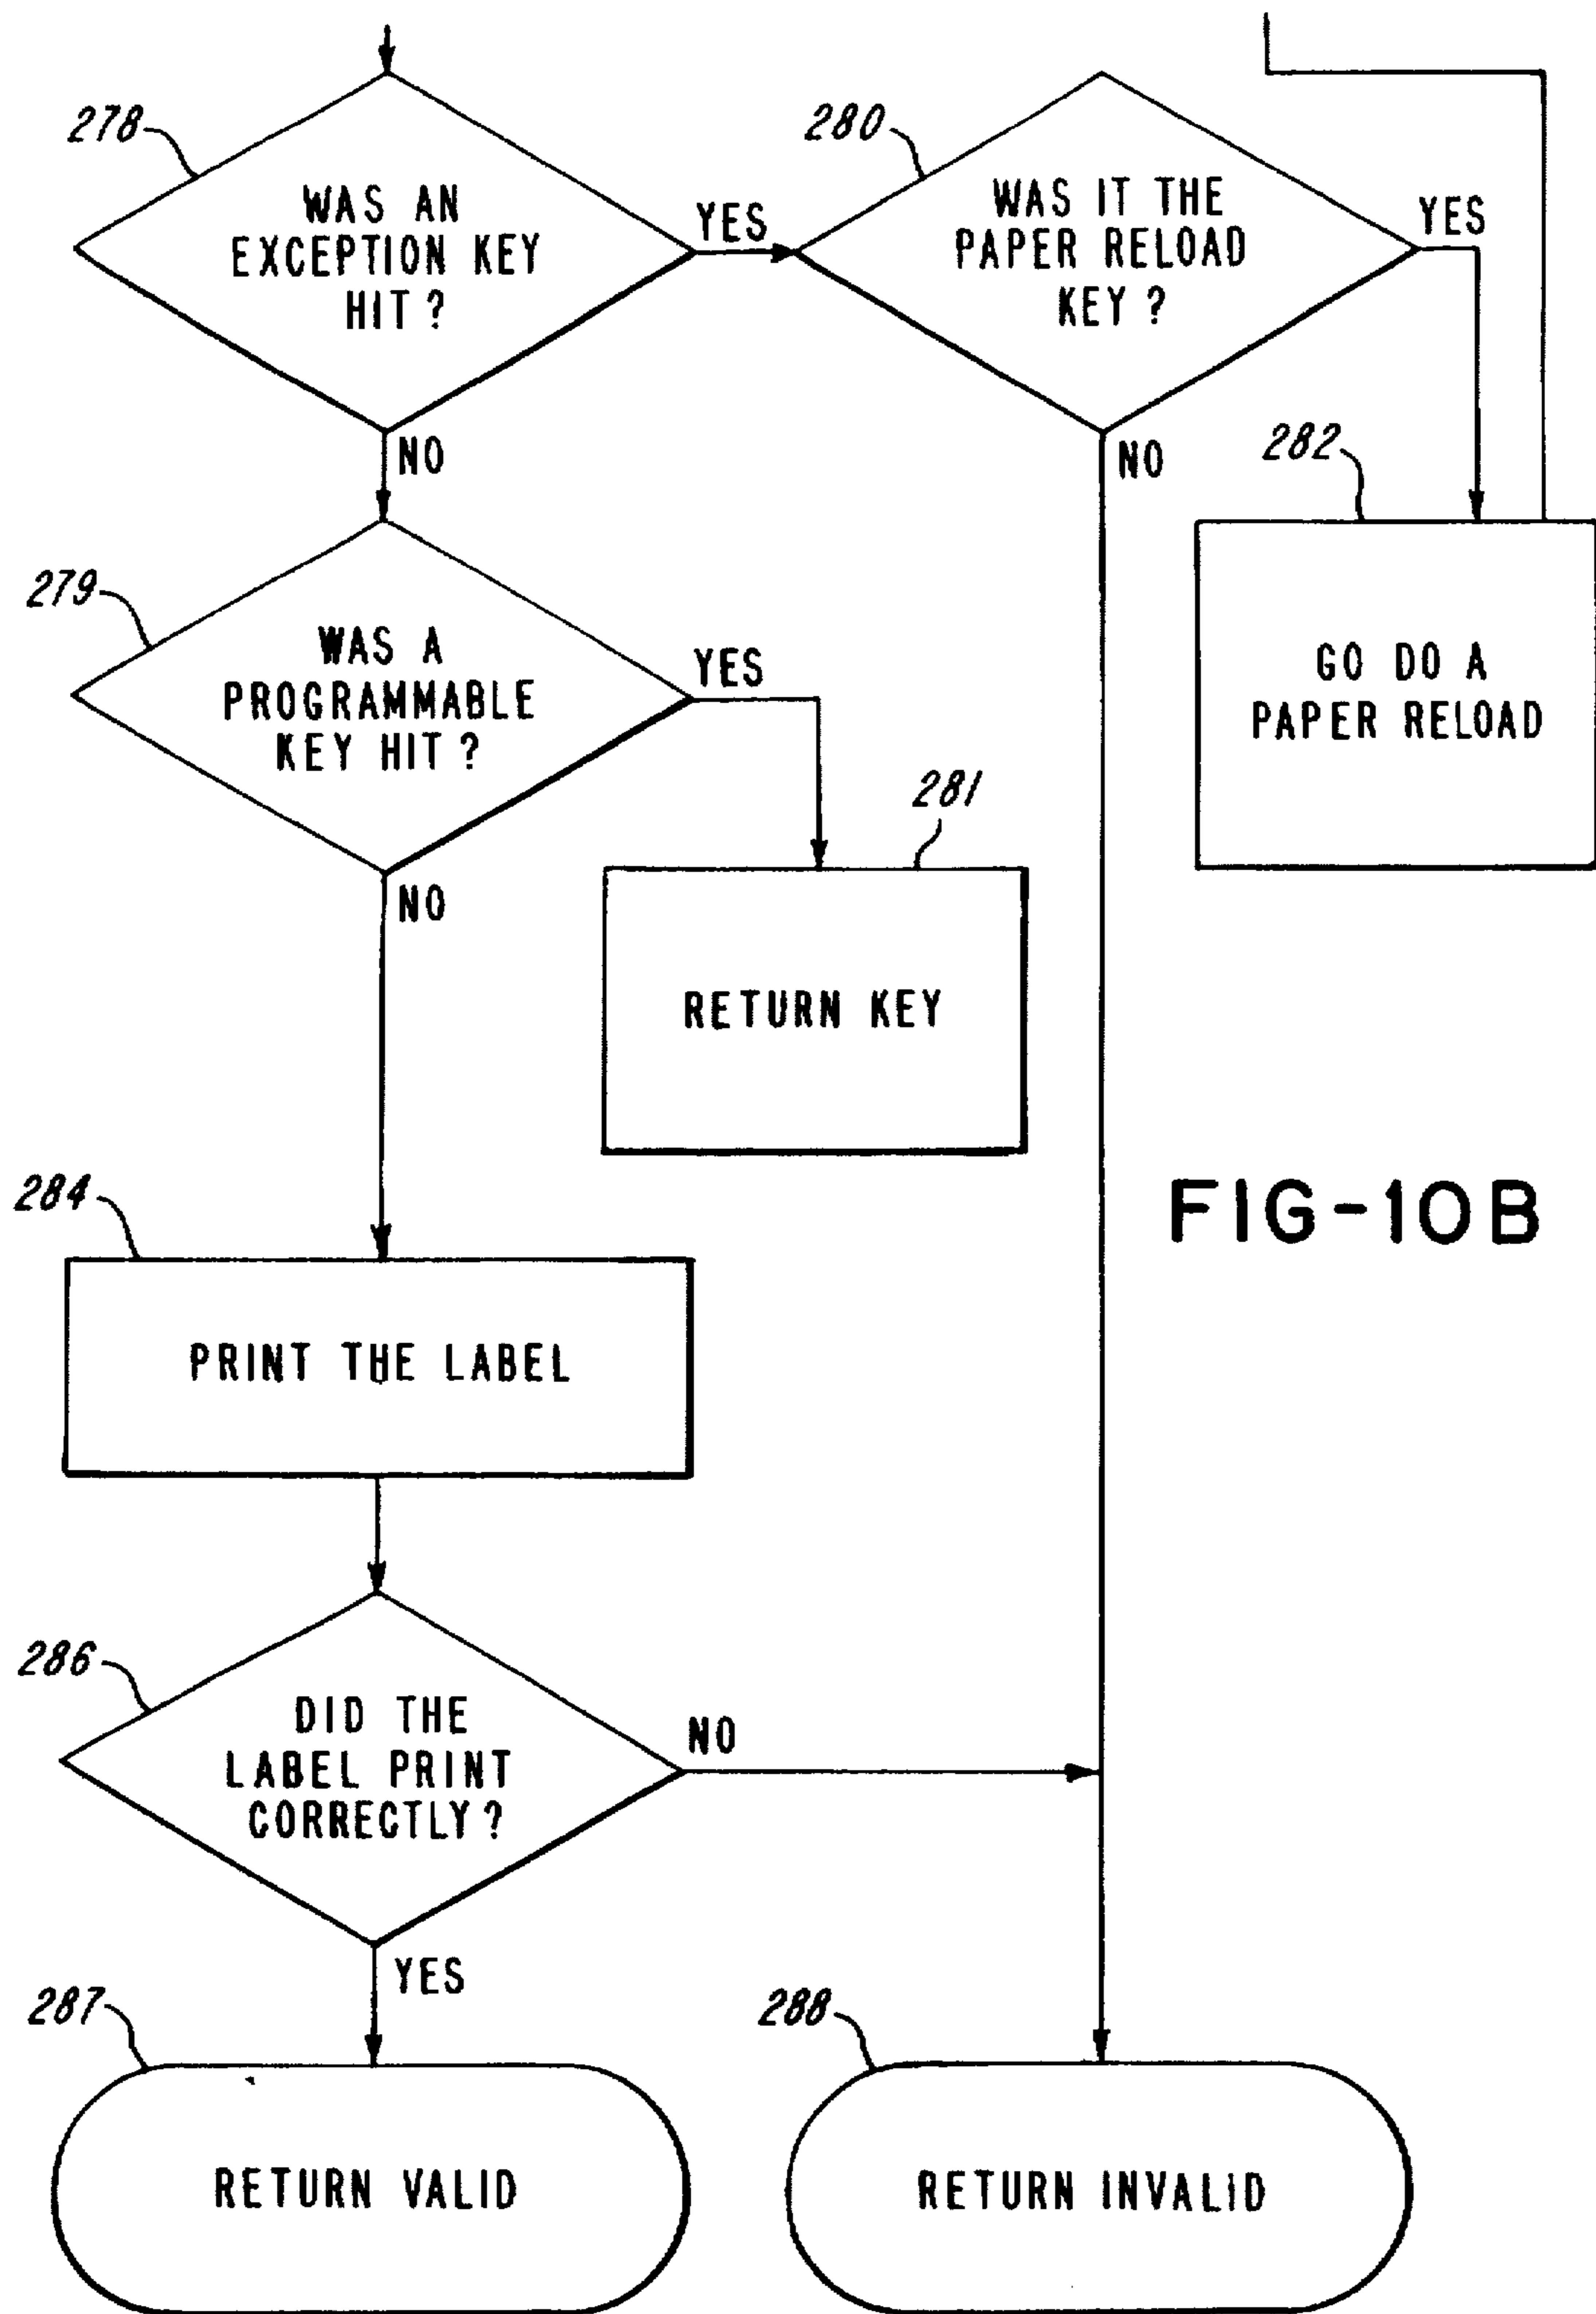 278
WAS AN
EXCEPTION KEY
HIT?
YES
NO
280
WAS IT THE
PAPER RELOAD
KEY?
YES
NO
282
GO DO A
PAPER RELOAD
279
WAS A
PROGRAMMABLE
KEY HIT?
YES
NO
281
RETURN KEY
FIG-10B
284
PRINT THE LABEL
286
DID THE
LABEL PRINT
CORRECTLY?
NO
YES
287
RETURN VALID
288
RETURN INVALID